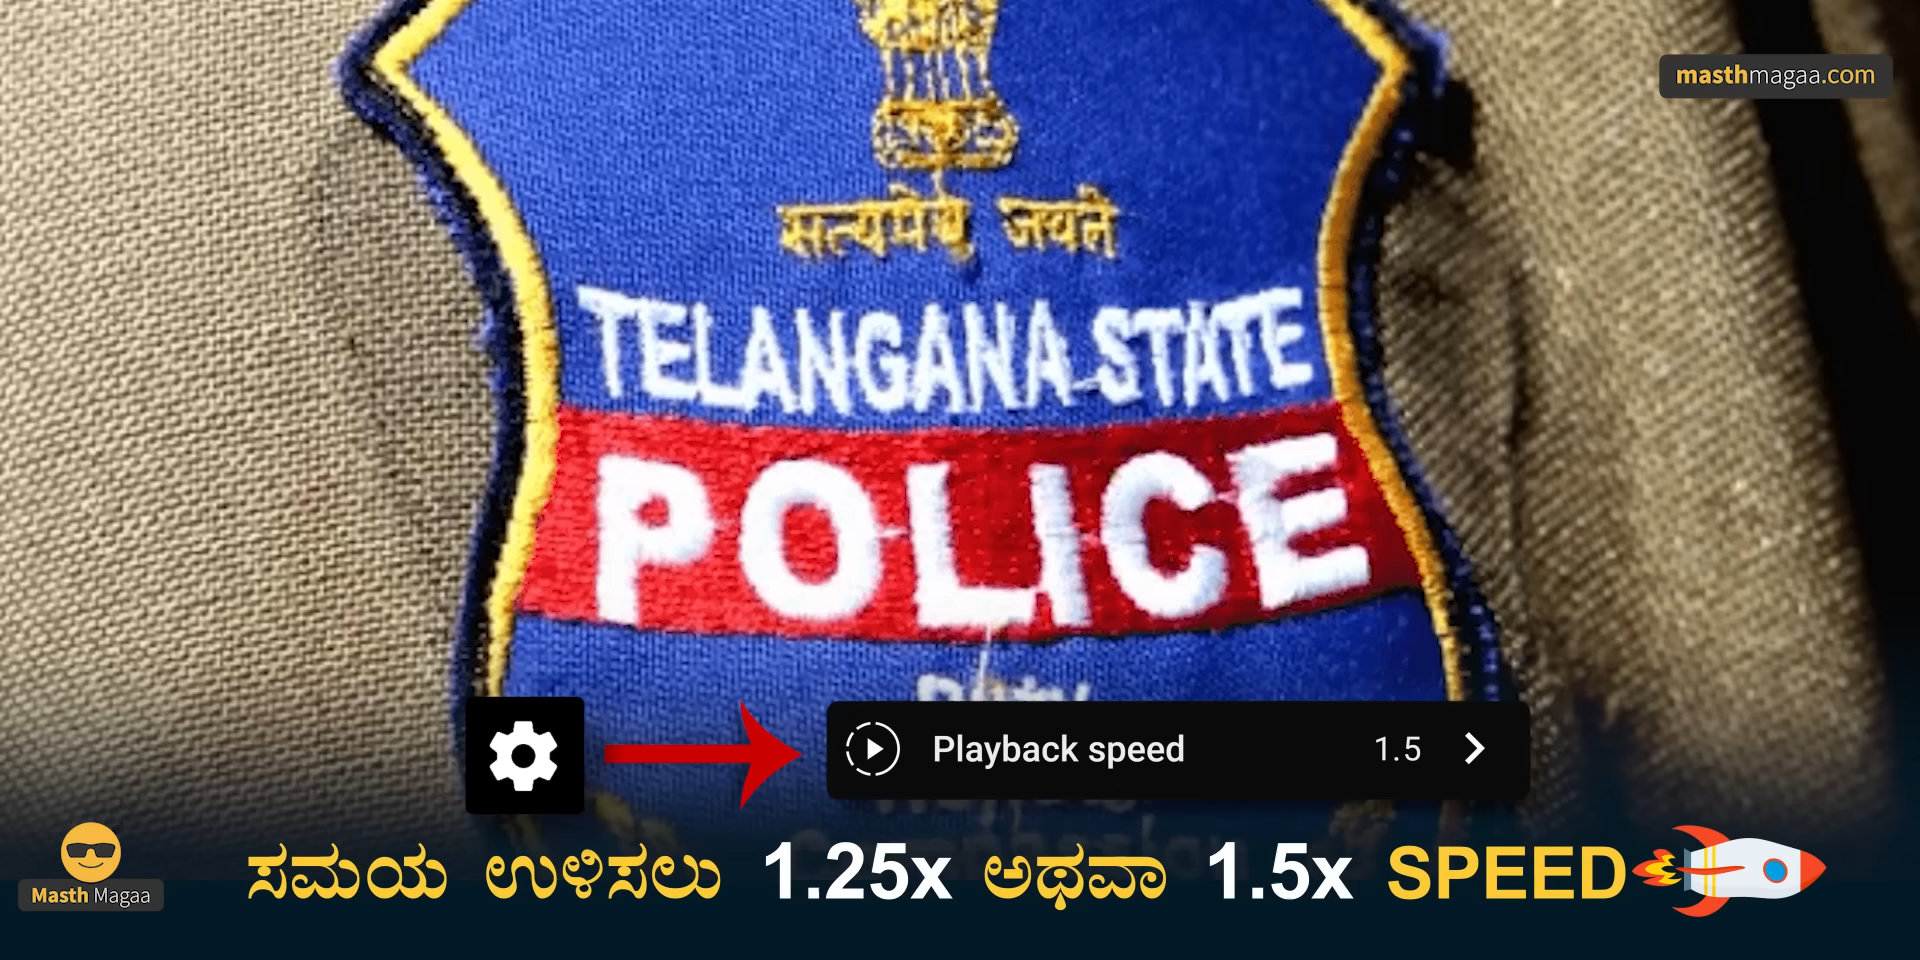 masthmagaa.com
सत्यमेव जयते
TELANGANA STATE
POLICE
Playback speed 1.5
ಸಮಯ ಉಳಿಸಲು 1.25x ಅಥವಾ 1.5x SPEED
Masth Magaa